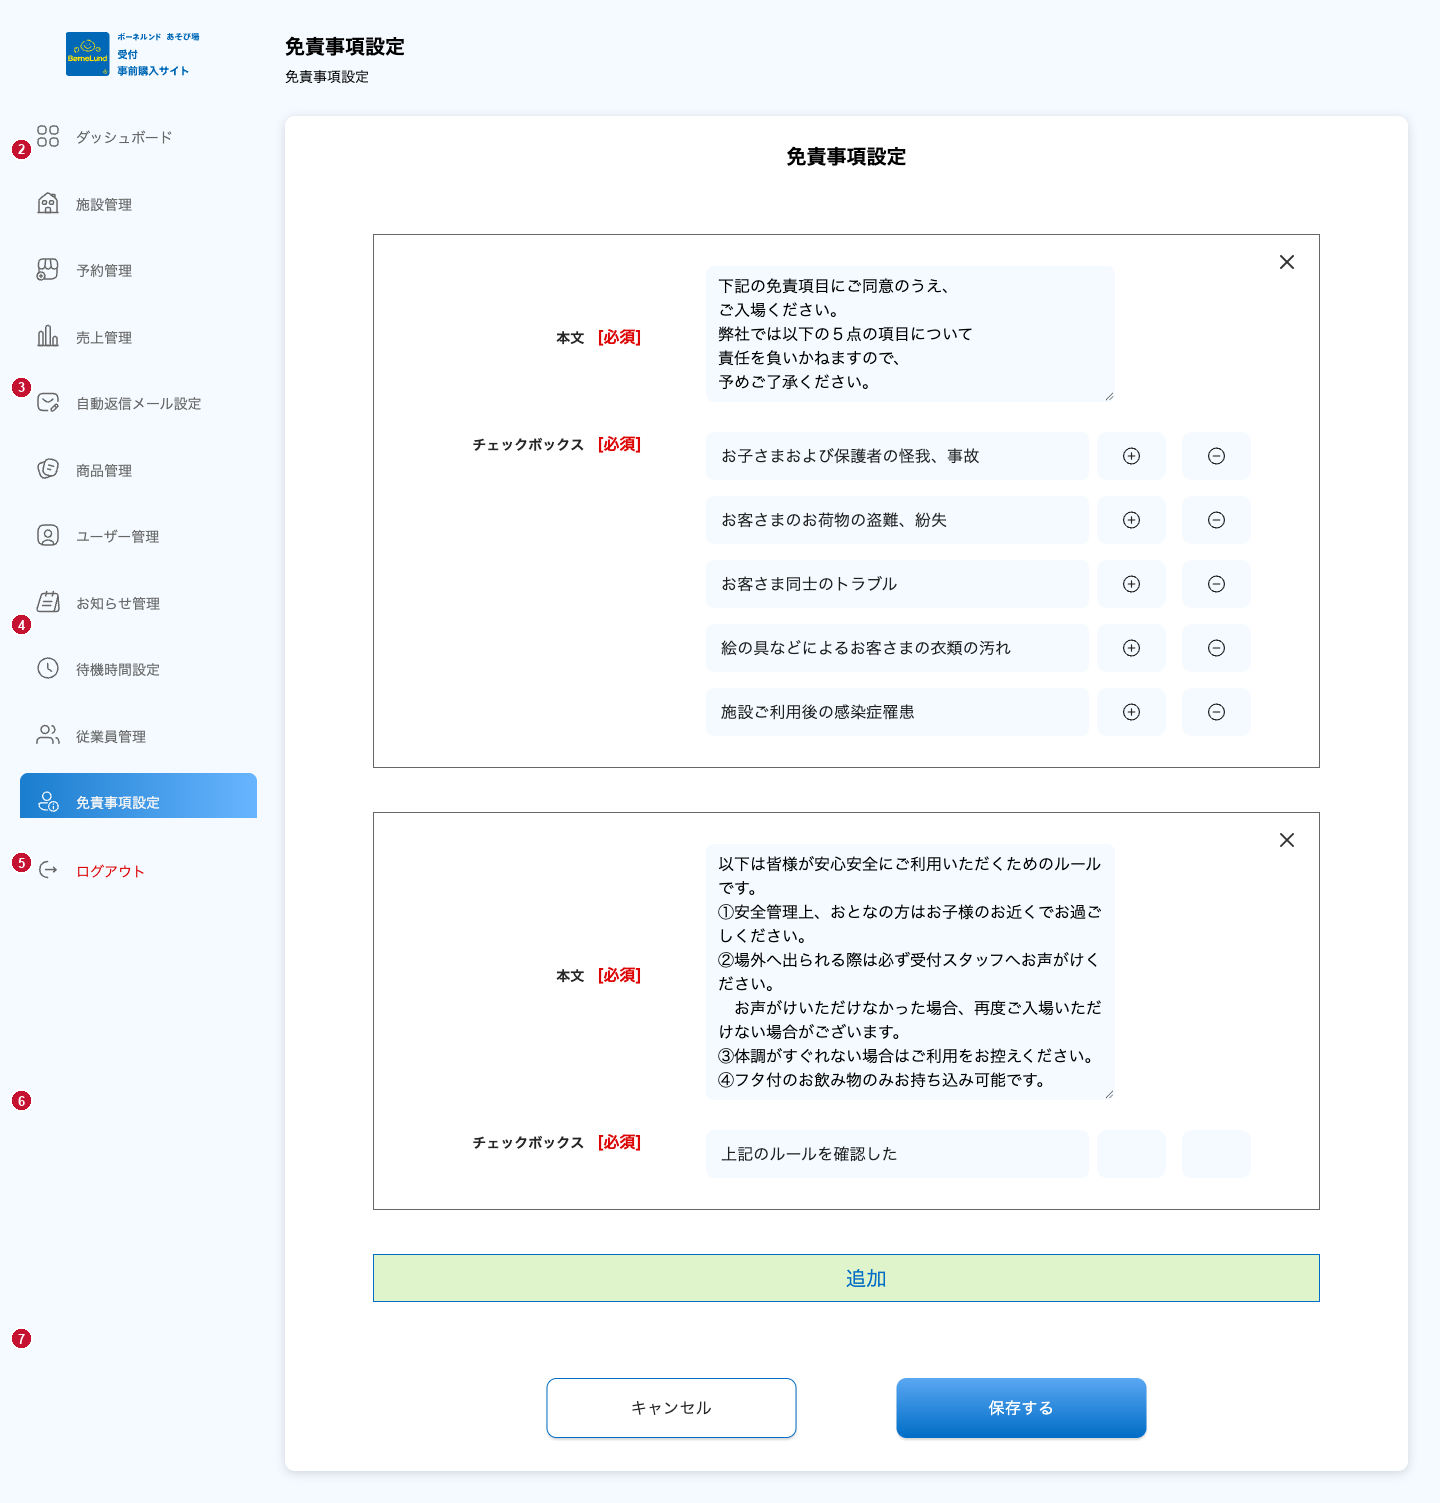 ボーネルンド あそび場
受付
事前購入サイト
BørneLund
免責事項設定
免責事項設定
2
ダッシュボード
施設管理
予約管理
売上管理
3
自動返信メール設定
商品管理
ユーザー管理
お知らせ管理
4
待機時間設定
従業員管理
免責事項設定
5
ログアウト
6
7
免責事項設定
本文 [必須]
下記の免責項目にご同意のうえ、
ご入場ください。
弊社では以下の５点の項目について
責任を負いかねますので、
予めご了承ください。
チェックボックス [必須]
お子さまおよび保護者の怪我、事故
お客さまのお荷物の盗難、紛失
お客さま同士のトラブル
絵の具などによるお客さまの衣類の汚れ
施設ご利用後の感染症罹患
本文 [必須]
以下は皆様が安心安全にご利用いただくためのルール
です。
①安全管理上、おとなの方はお子様のお近くでお過ご
しください。
②場外へ出られる際は必ず受付スタッフへお声がけく
ださい。
　お声がけいただけなかった場合、再度ご入場いただ
けない場合がございます。
③体調がすぐれない場合はご利用をお控えください。
④フタ付のお飲み物のみお持ち込み可能です。
チェックボックス [必須]
上記のルールを確認した
追加
キャンセル
保存する